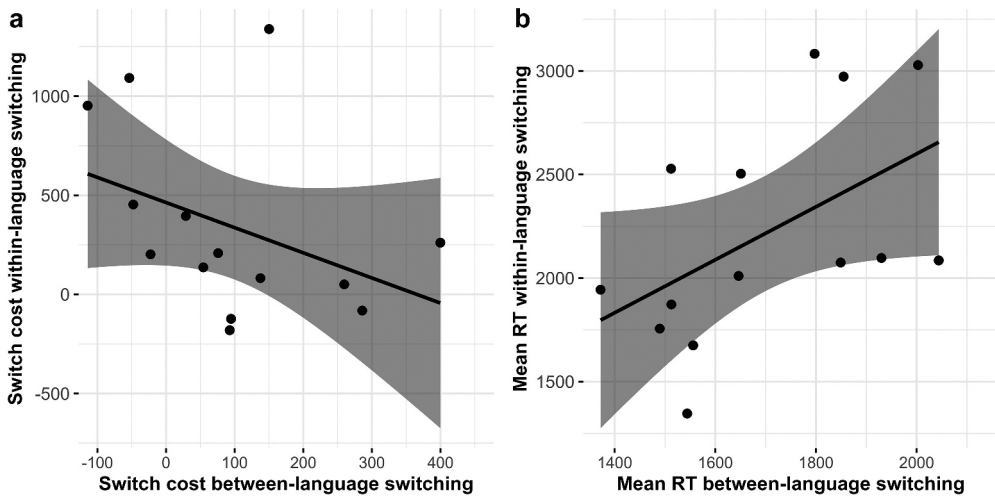 a
Switch cost within-language switching
1000
500
0
-500
-100 0 100 200 300 400
Switch cost between-language switching
b
Mean RT within-language switching
3000
2500
2000
1500
1400 1600 1800 2000
Mean RT between-language switching